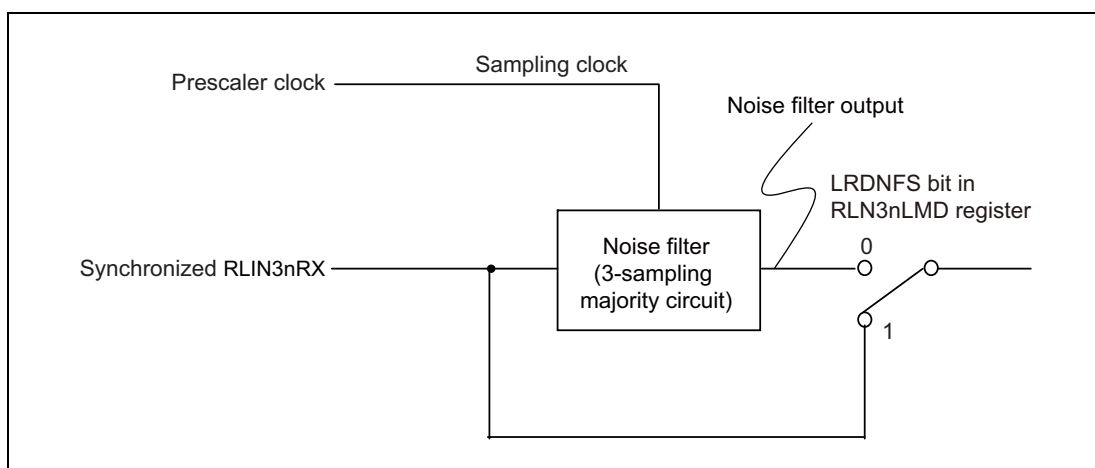 Sampling clock
Prescaler clock
Noise filter output
LRDNFS bit in
RLN3nLMD register
0
Noise filter
(3-sampling
majority circuit)
Synchronized RLIN3nRX
1